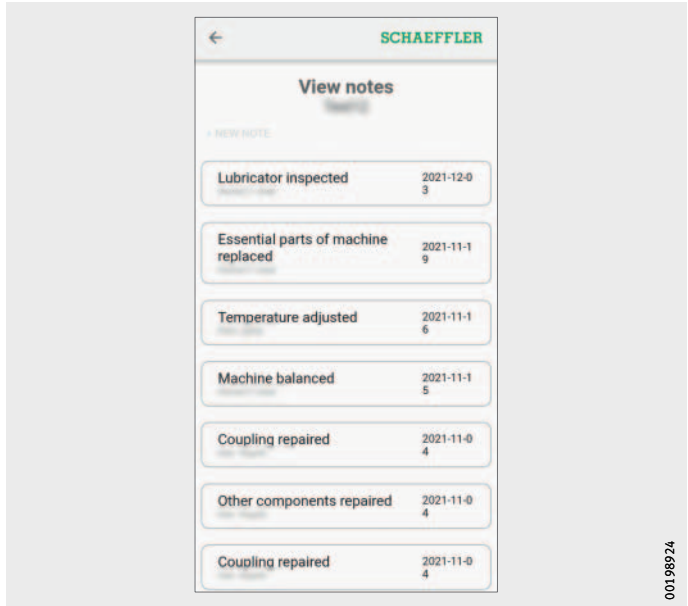 SCHAEFFLER
View notes
+ NEW NOTE
Lubricator inspected
2021-12-0
3
Essential parts of machine
replaced
2021-11-1
9
Temperature adjusted
2021-11-1
6
Machine balanced
2021-11-1
5
Coupling repaired
2021-11-0
4
Other components repaired
2021-11-0
4
Coupling repaired
2021-11-0
4
00198924